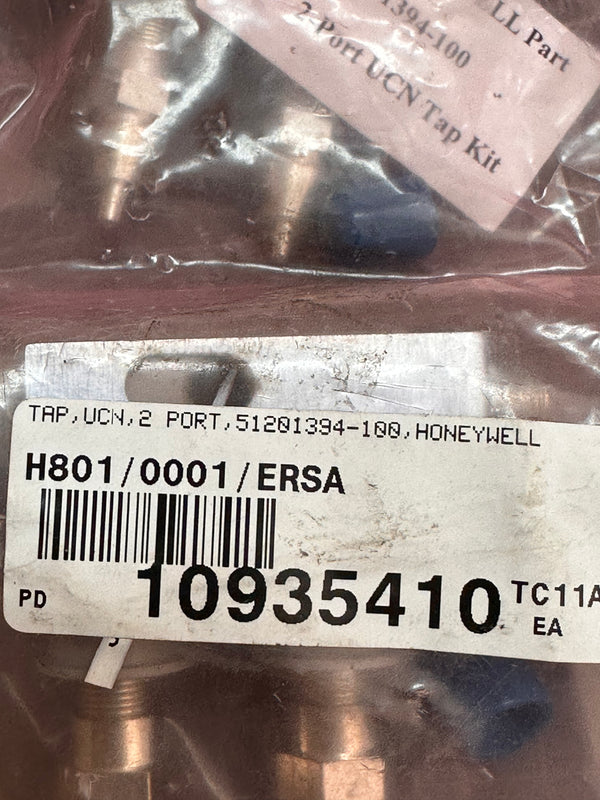 ELL Part
1394-100
2-Port UCN Tap Kit
TAP,UCN,2 PORT,51201394-100,HONEYWELL
H801/0001/ERSA
10935410
PD
TC11A
EA